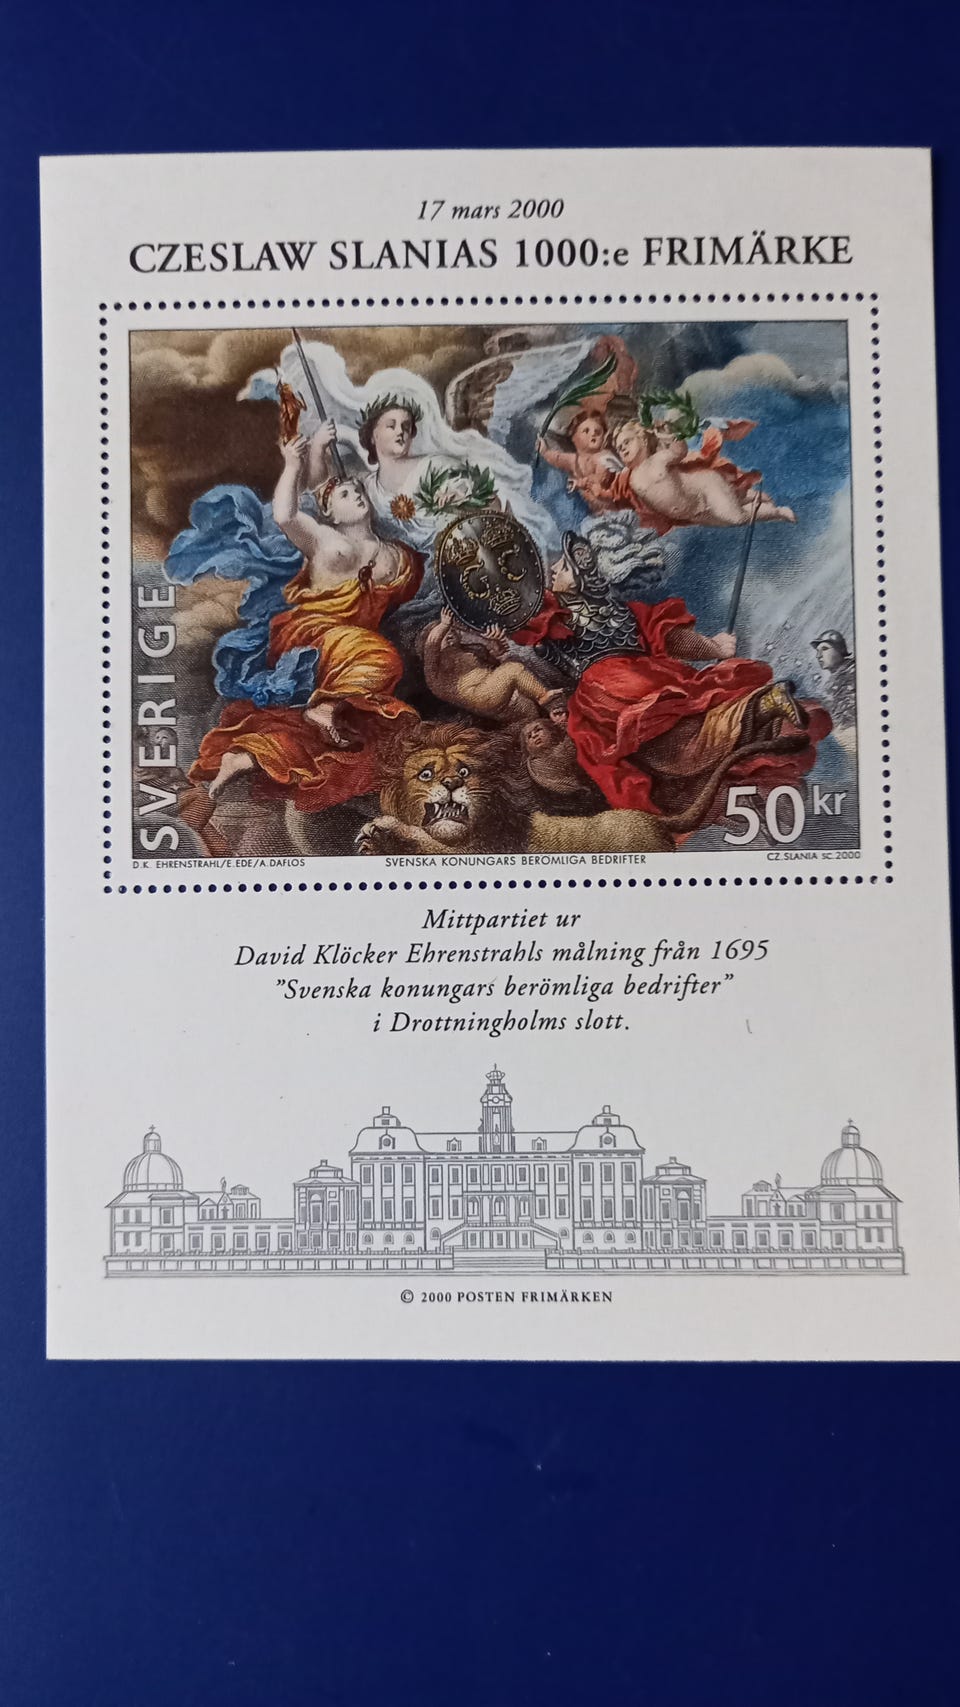 17 mars 2000
CZESLAW SLANIAS 1000:e FRIMÄRKE
SVERIGE
50 kr
D.K. EHRENSTRAHL/E.EDE/A.DAFLOS
SVENSKA KONUNGARS BERÖMLIGA BEDRIFTER
CZ.SLANIA SC.2000
Mittpartiet ur
David Klöcker Ehrenstrahls målning från 1695
”Svenska konungars berömliga bedrifter”
i Drottningholms slott.
© 2000 POSTEN FRIMÄRKEN